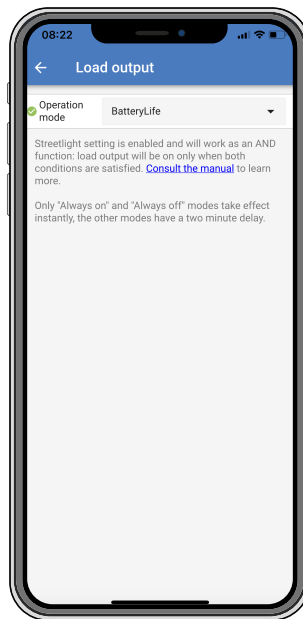 08:22
Load output
Operation mode
BatteryLife
Streetlight setting is enabled and will work as an AND
function: load output will be on only when both
conditions are satisfied. Consult the manual to learn
more.
Only "Always on" and "Always off" modes take effect
instantly, the other modes have a two minute delay.